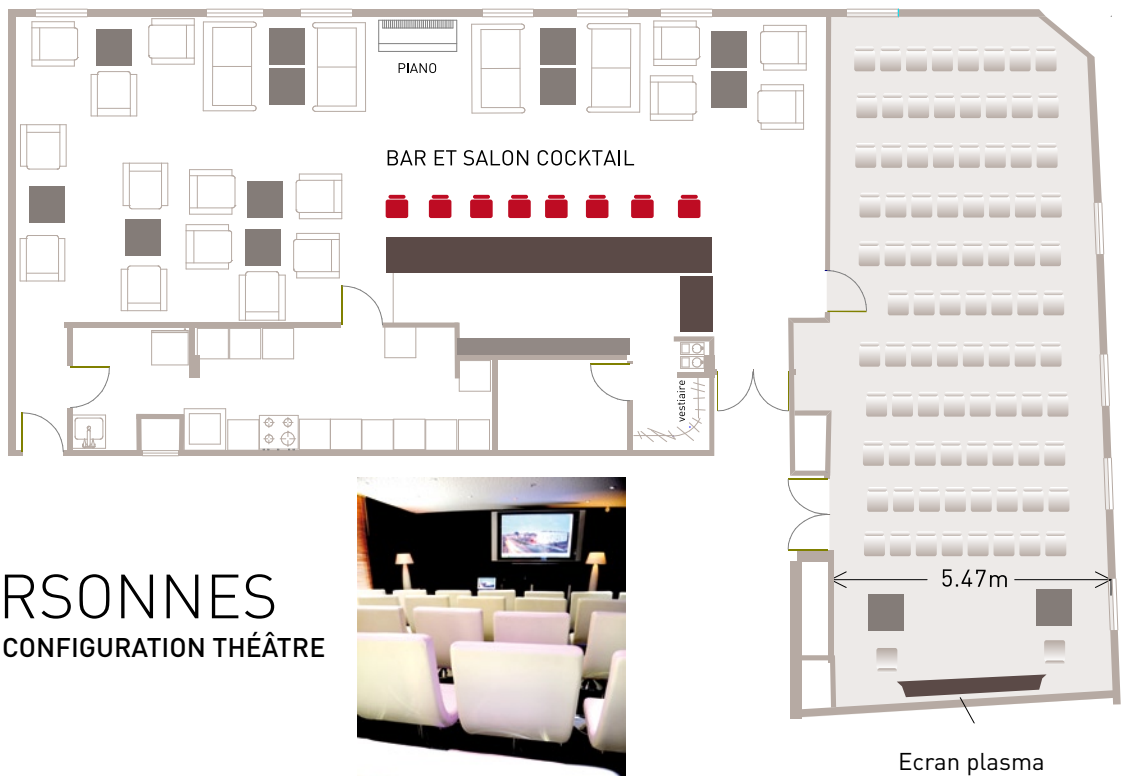 PIANO
BAR ET SALON COCKTAIL
vestiaire
5.47m
RSONNES
CONFIGURATION THÉÂTRE
Ecran plasma